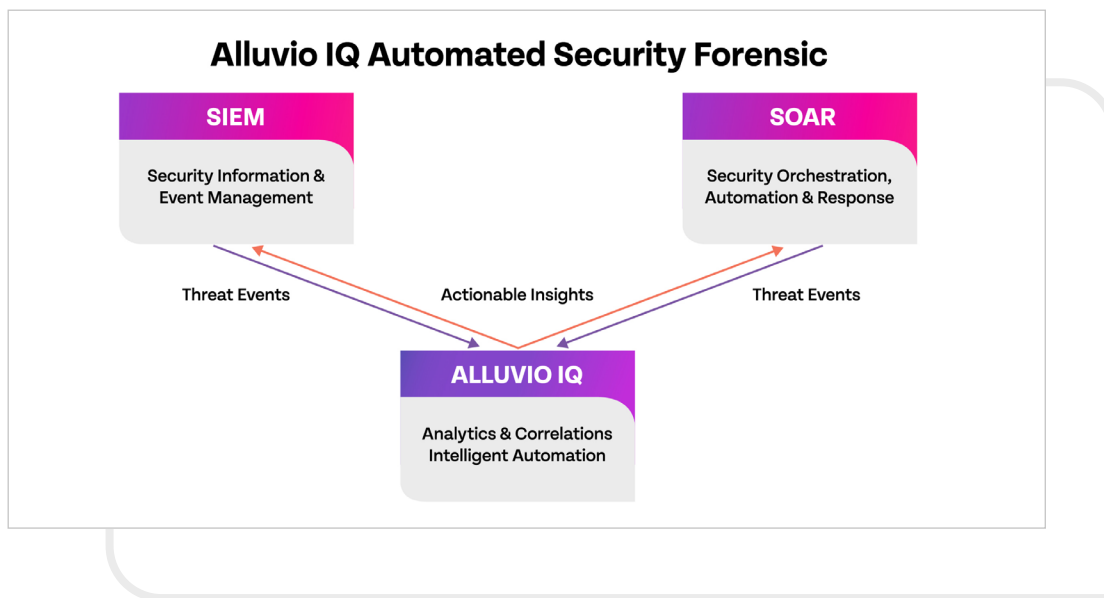 Alluvio IQ Automated Security Forensic
SIEM
Security Information &
Event Management
SOAR
Security Orchestration,
Automation & Response
Threat Events
Actionable Insights
Threat Events
ALLUVIO IQ
Analytics & Correlations
Intelligent Automation